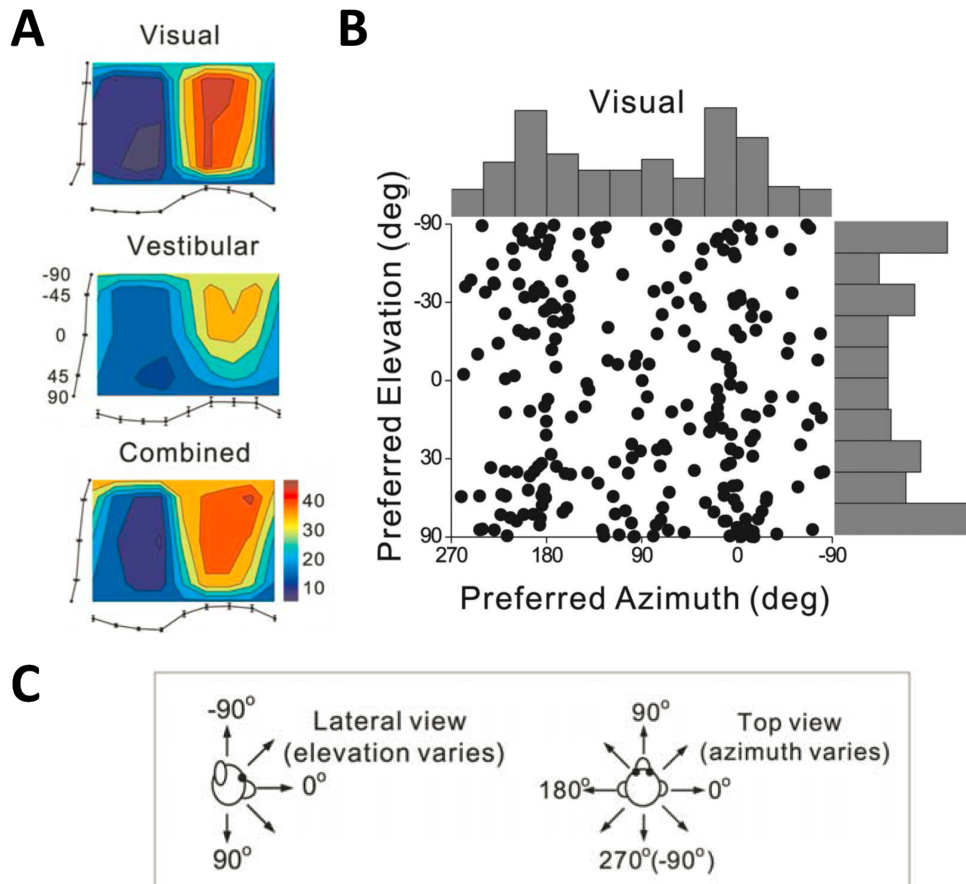 A
Visual
Vestibular
-90
-45
0
45
90
Combined
40
30
20
10
B
Visual
Preferred Elevation (deg)
-90
-30
0
30
90
270
180
90
0
-90
Preferred Azimuth (deg)
C
-90°
Lateral view
(elevation varies)
0°
90°
90°
Top view
(azimuth varies)
180°
0°
270°(-90°)